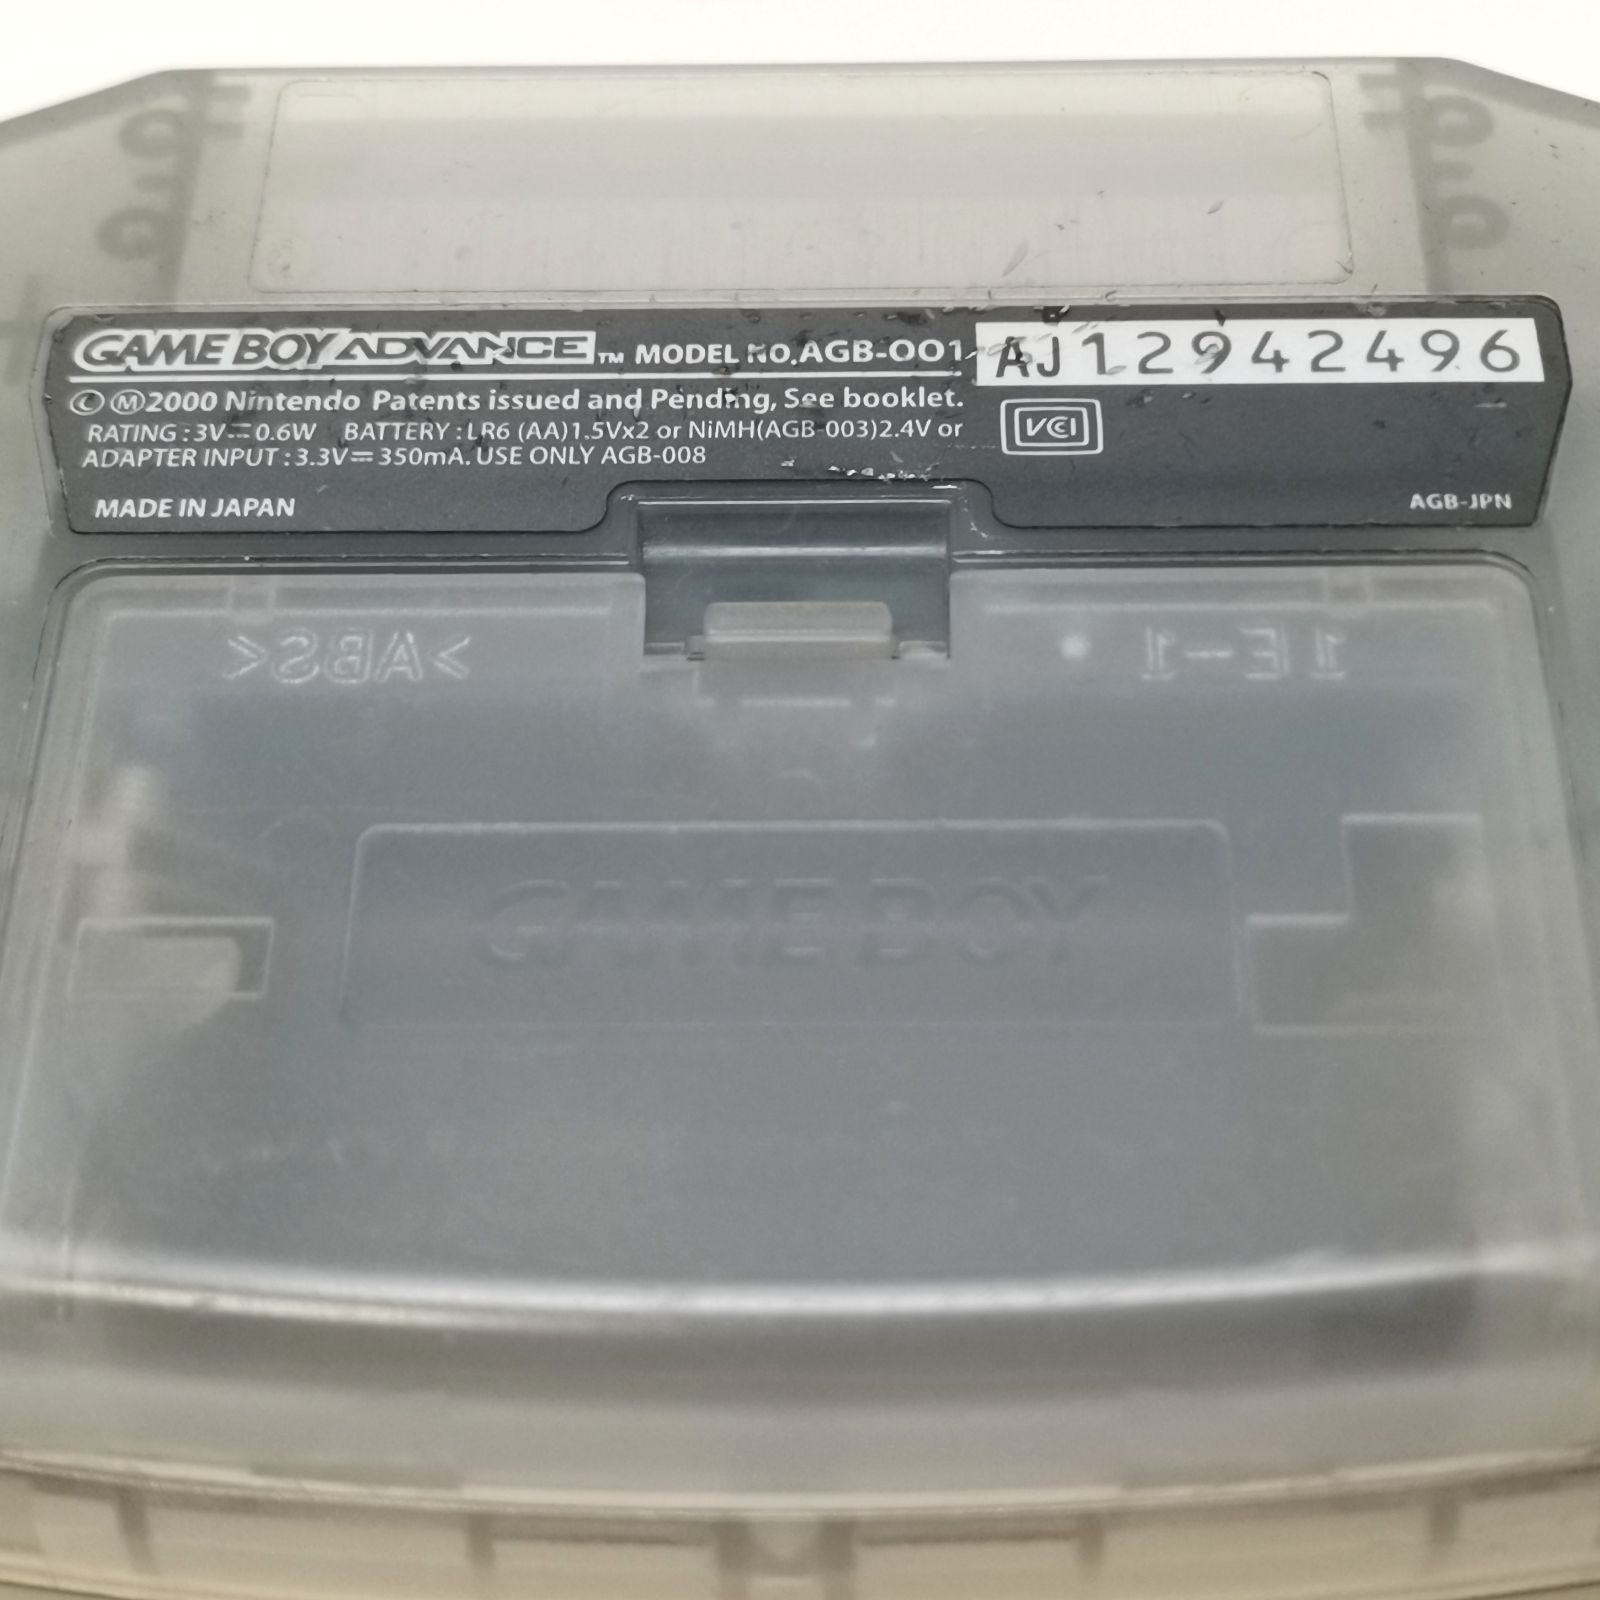 GAME BOY ADVANCE™ MODEL NO.AGB-001 AJ12942496
©Ⓜ2000 Nintendo Patents issued and Pending, See booklet.
VCI
RATING:3V⎓0.6W BATTERY:LR6 (AA)1.5Vx2 or NiMH(AGB-003)2.4V or
ADAPTER INPUT:3.3V⎓350mA. USE ONLY AGB-008
MADE IN JAPAN
AGB-JPN
>ABS<
1E-1
GAME BOY